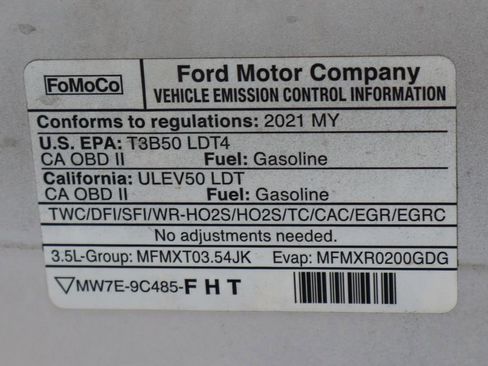 FoMoCo
Ford Motor Company
VEHICLE EMISSION CONTROL INFORMATION
Conforms to regulations: 2021 MY
U.S. EPA: T3B50 LDT4
CA OBD II Fuel: Gasoline
California: ULEV50 LDT
CA OBD II Fuel: Gasoline
TWC/DFI/SFI/WR-HO2S/HO2S/TC/CAC/EGR/EGRC
No adjustments needed.
3.5L-Group: MFMXT03.54JK Evap: MFMXR0200GDG
MW7E-9C485-F H T